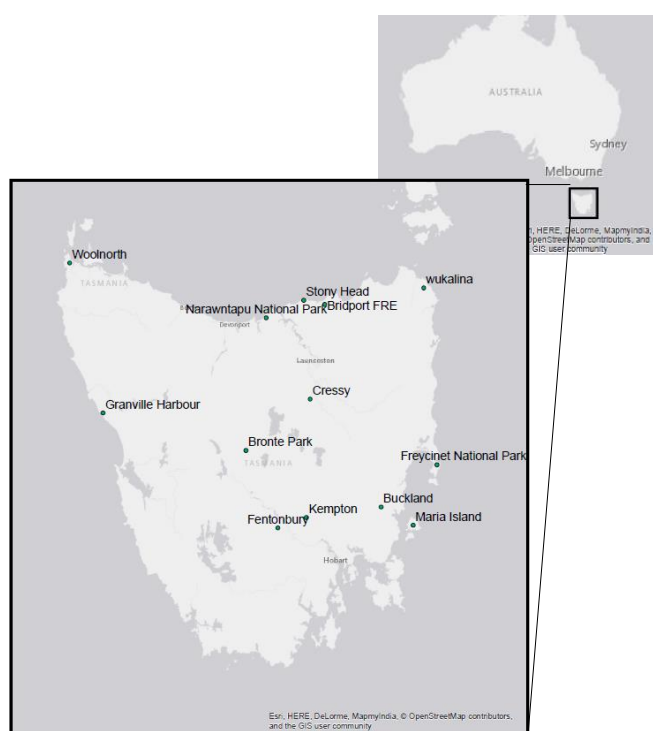 AUSTRALIA
Sydney
Melbourne
HERE, DeLorme, MapmyIndia,
OpenStreetMap contributors, and
GIS user community
Woolnorth
TASMANIA
wukalina
Stony Head
Bridport FRE
Narawntapu National Park
Devonport
Launceston
Cressy
Granville Harbour
Bronte Park
TASMANIA
Freycinet National Park
Buckland
Kempton
Maria Island
Fentonbury
Hobart
Esri, HERE, DeLorme, MapmyIndia, © OpenStreetMap contributors,
and the GIS user community